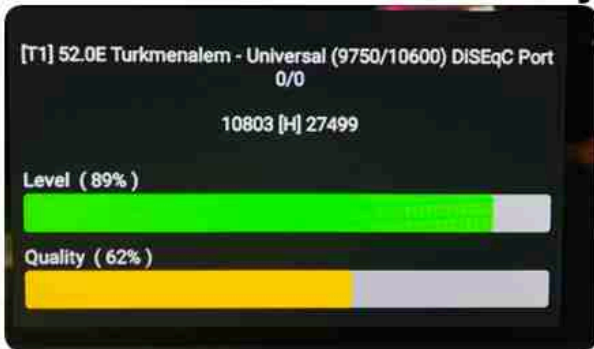 [T1] 52.0E Turkmenalem - Universal (9750/10600) DiSEqC Port
0/0
10803 [H] 27499
Level ( 89% )
Quality ( 62% )